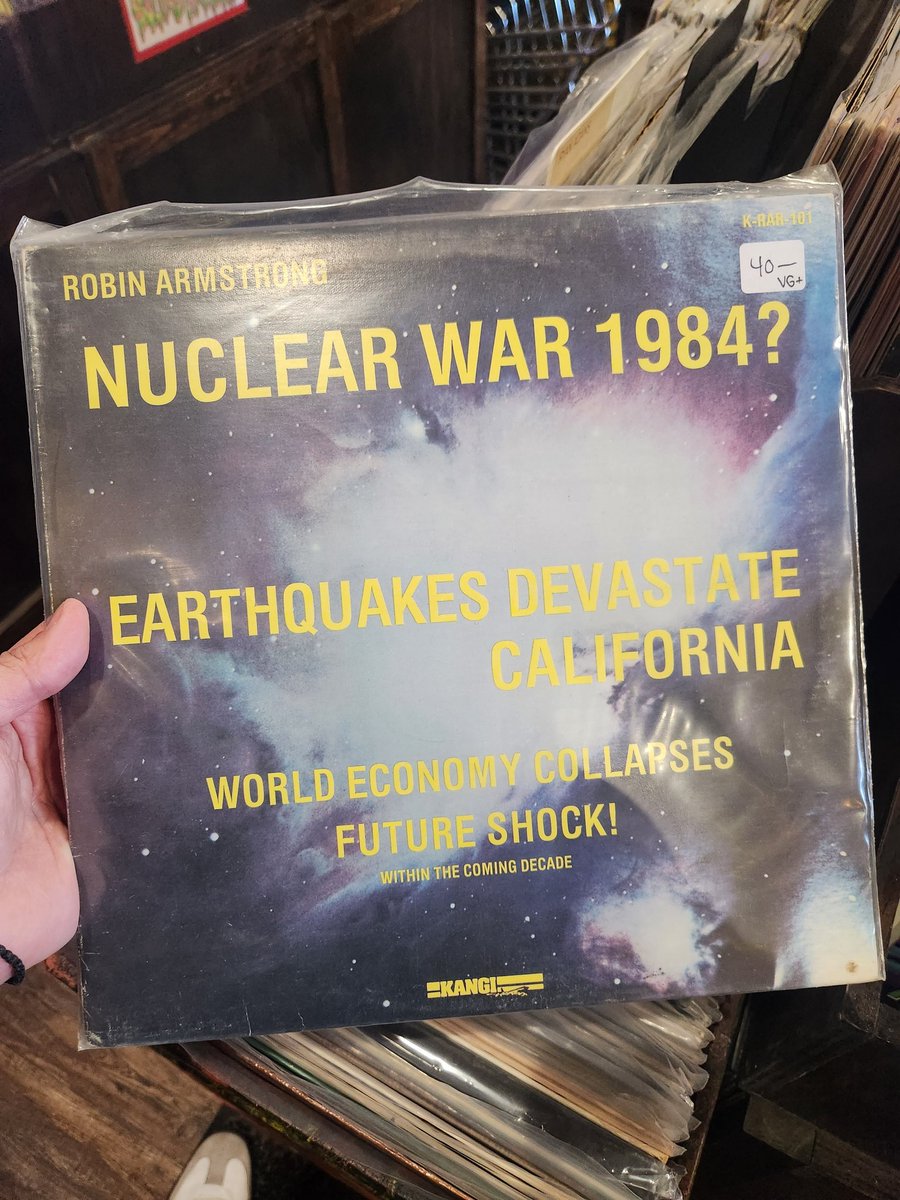 K-RAR-101
ROBIN ARMSTRONG
40—
VG+
NUCLEAR WAR 1984?
EARTHQUAKES DEVASTATE
CALIFORNIA
WORLD ECONOMY COLLAPSES
FUTURE SHOCK!
WITHIN THE COMING DECADE
KANGI